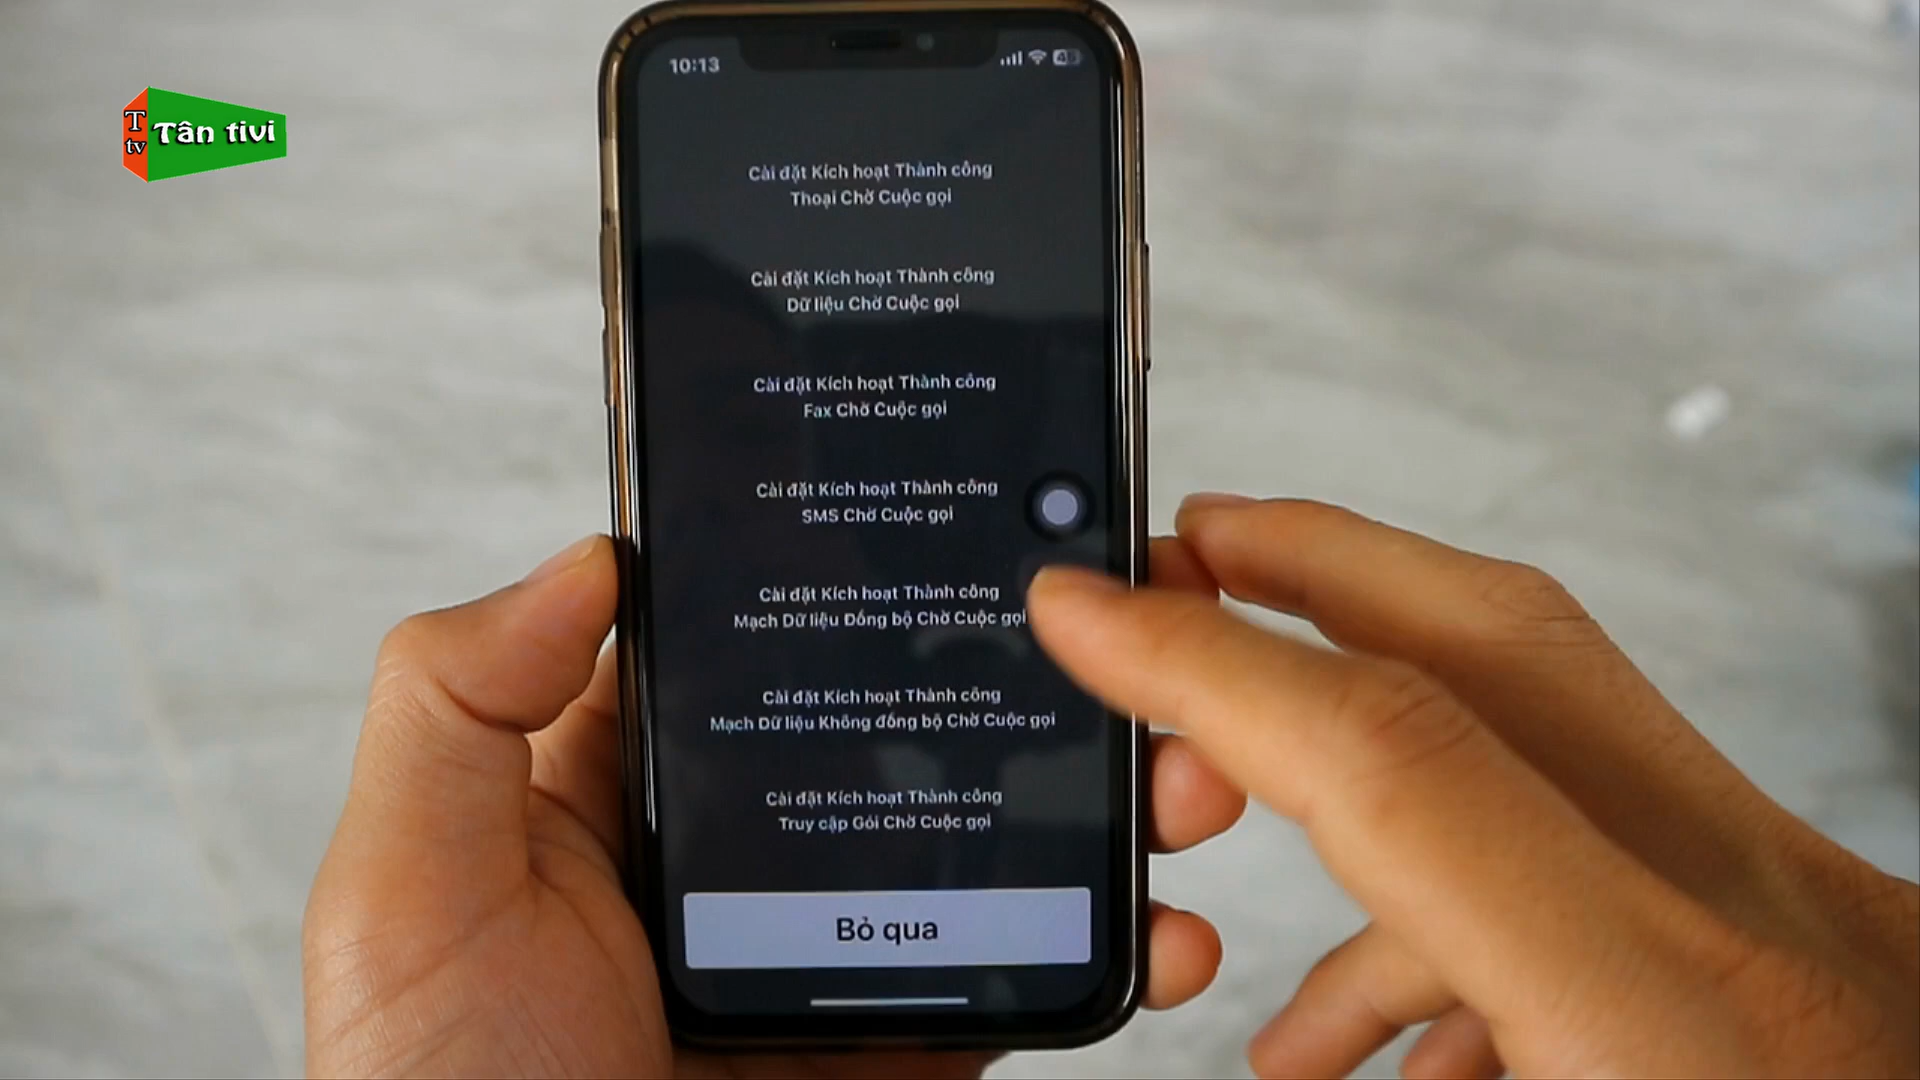 T
tv
Tân tivi
10:13
Cài đặt Kích hoạt Thành công
Thoại Chờ Cuộc gọi
Cài đặt Kích hoạt Thành công
Dữ liệu Chờ Cuộc gọi
Cài đặt Kích hoạt Thành công
Fax Chờ Cuộc gọi
Cài đặt Kích hoạt Thành công
SMS Chờ Cuộc gọi
Cài đặt Kích hoạt Thành công
Mạch Dữ liệu Đồng bộ Chờ Cuộc gọi
Cài đặt Kích hoạt Thành công
Mạch Dữ liệu Không đồng bộ Chờ Cuộc gọi
Cài đặt Kích hoạt Thành công
Truy cập Gói Chờ Cuộc gọi
Bỏ qua